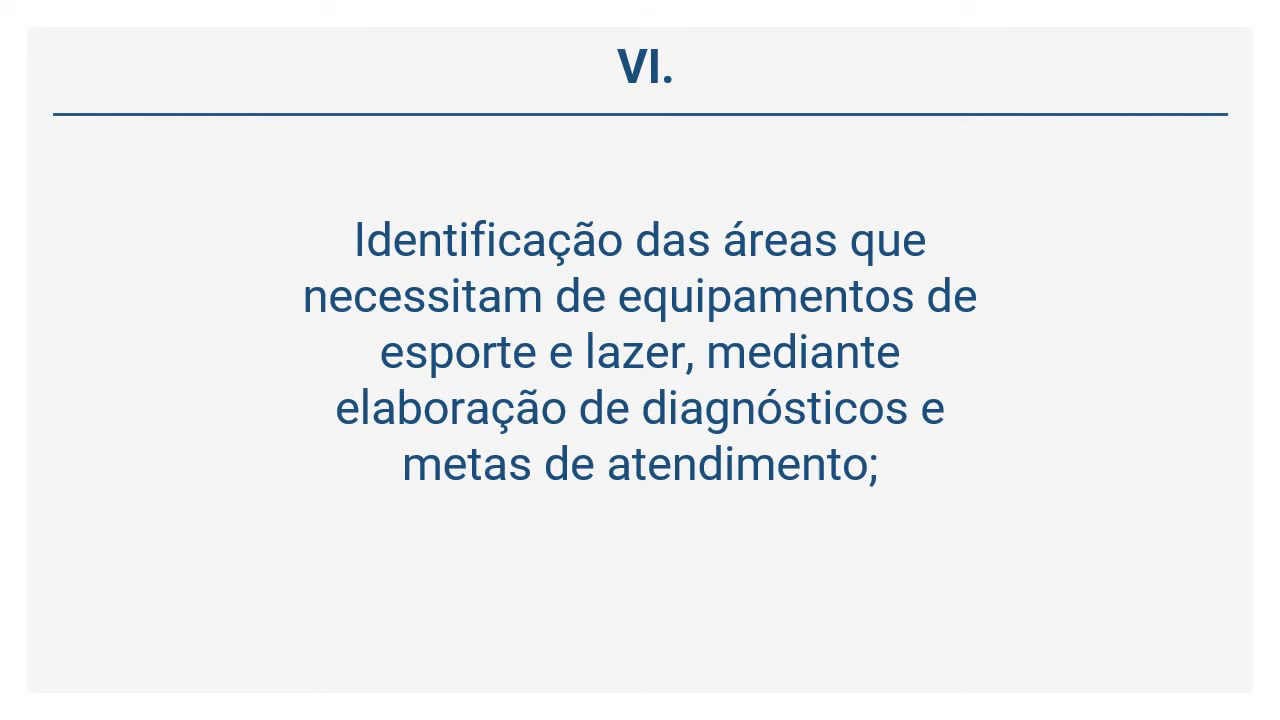 VI.
Identificação das áreas que
necessitam de equipamentos de
esporte e lazer, mediante
elaboração de diagnósticos e
metas de atendimento;